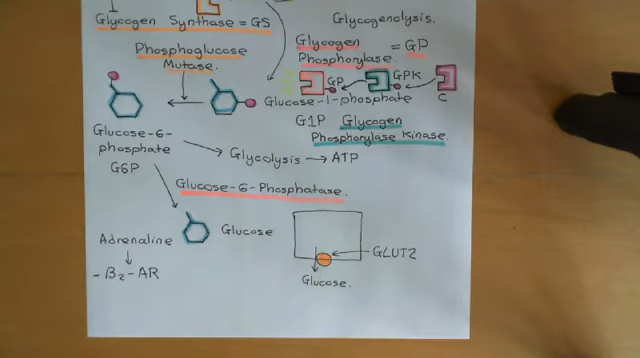 Glycogen Synthase = GS
Glycogenolysis.
Glycogen
Phosphorylase. = GP
Phosphoglucose
Mutase.
GP
GPK
C
Glucose-1-phosphate
G1P Glycogen
Phosphorylase Kinase.
Glucose-6-
phosphate
G6P
Glycolysis. → ATP
Glucose-6-Phosphatase.
Glucose
Adrenaline
-β2-AR
GLUT2
Glucose.